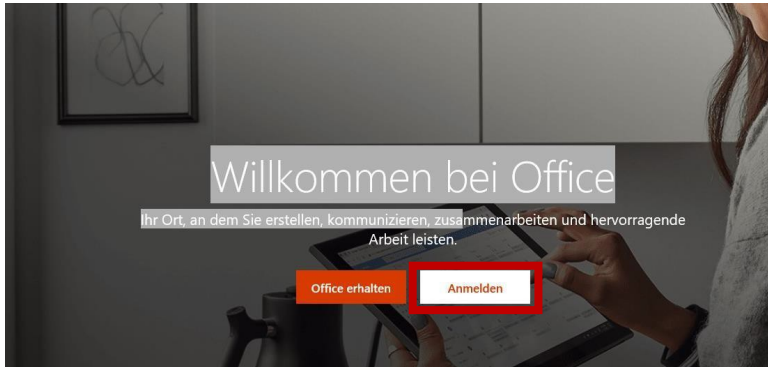 Willkommen bei Office
Ihr Ort, an dem Sie erstellen, kommunizieren, zusammenarbeiten und hervorragende
Arbeit leisten.
Office erhalten
Anmelden